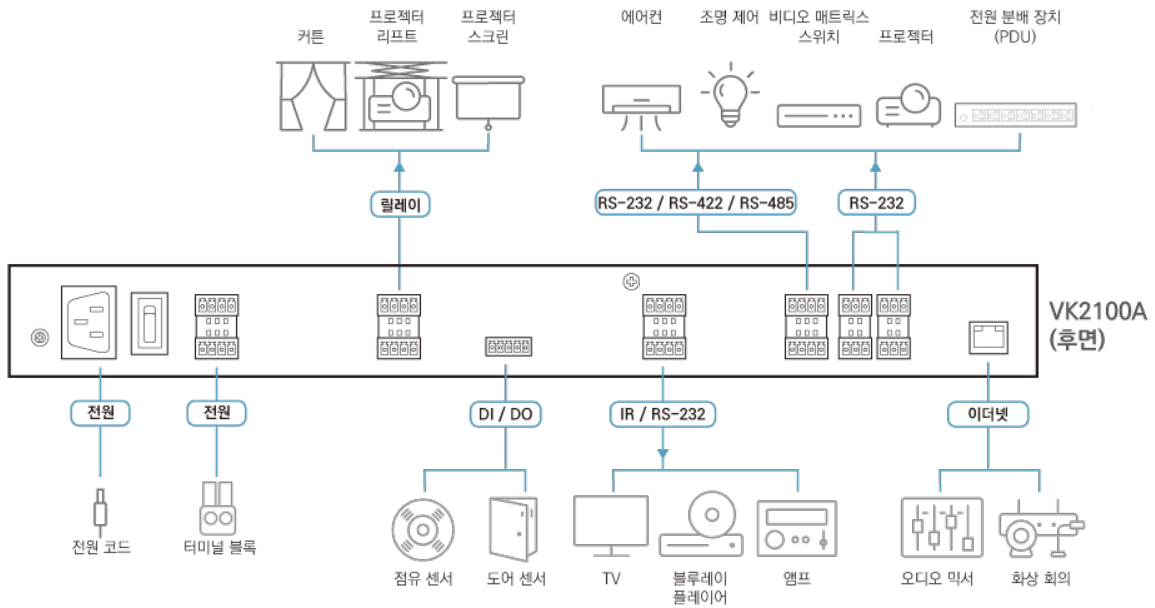 커튼
프로젝터
리프트
프로젝터
스크린
에어컨
조명 제어
비디오 매트릭스
스위치
프로젝터
전원 분배 장치
(PDU)
릴레이
RS-232 / RS-422 / RS-485
RS-232
VK2100A
(후면)
전원
전원
DI / DO
IR / RS-232
이더넷
전원 코드
터미널 블록
점유 센서
도어 센서
TV
블루레이
플레이어
앰프
오디오 믹서
화상 회의